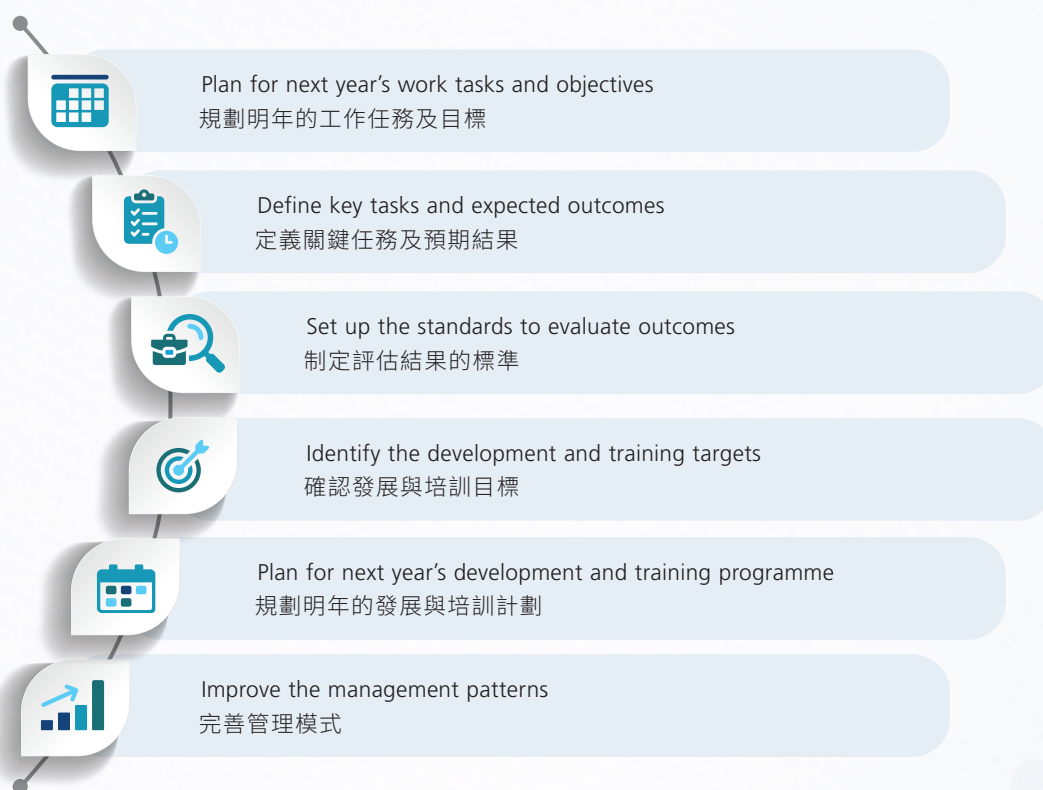 Plan for next year’s work tasks and objectives
規劃明年的工作任務及目標
Define key tasks and expected outcomes
定義關鍵任務及預期結果
Set up the standards to evaluate outcomes
制定評估結果的標準
Identify the development and training targets
確認發展與培訓目標
Plan for next year’s development and training programme
規劃明年的發展與培訓計劃
Improve the management patterns
完善管理模式